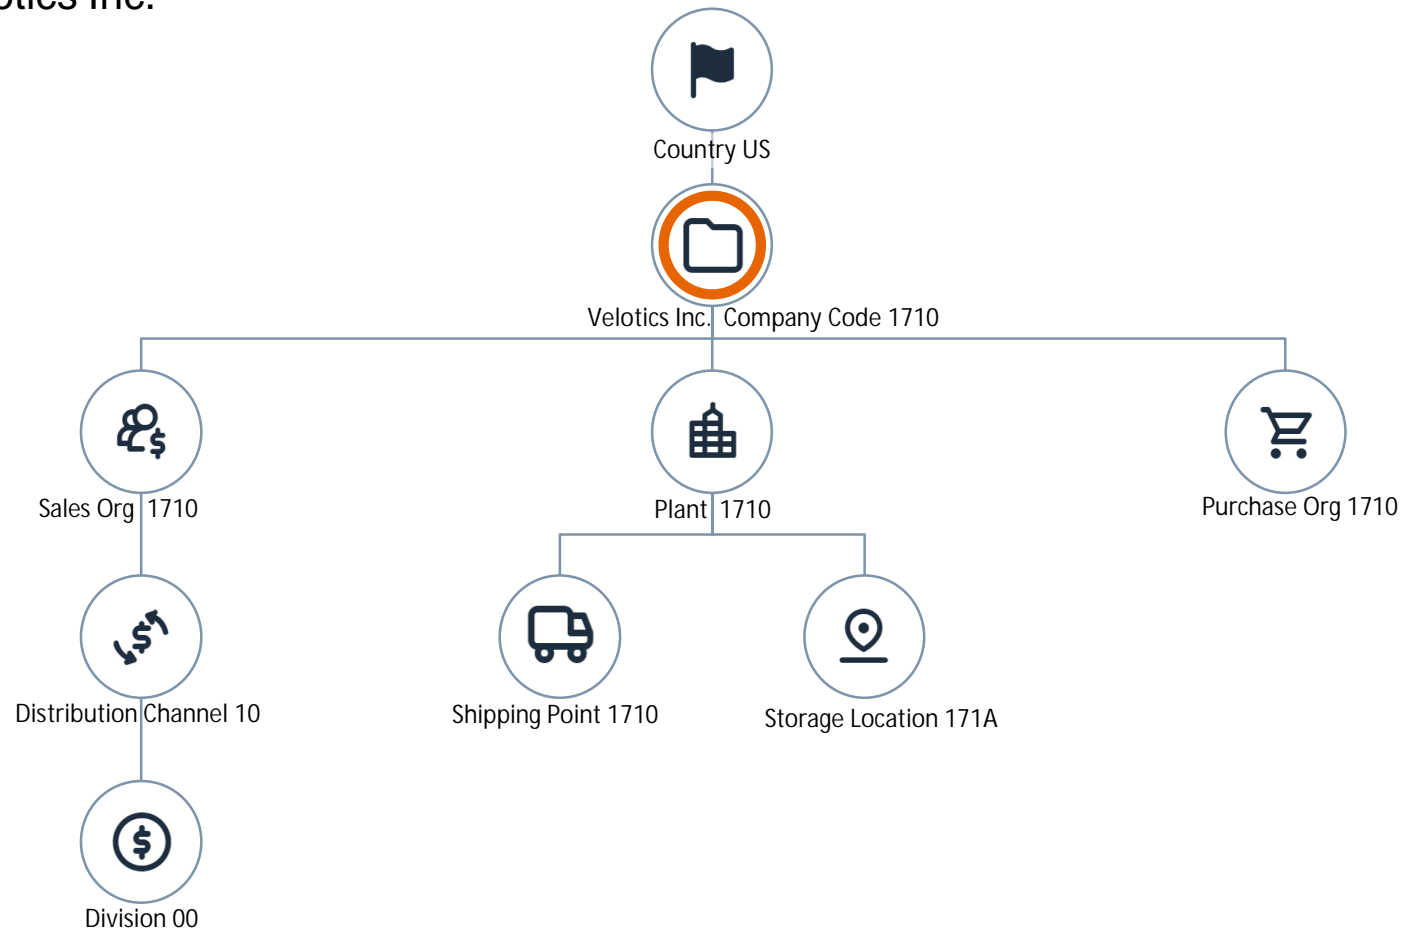 Inc.
Country US
Velotics Inc. Company Code 1710
Sales Org 1710
Plant 1710
Purchase Org 1710
Distribution Channel 10
Shipping Point 1710
Storage Location 171A
Division 00